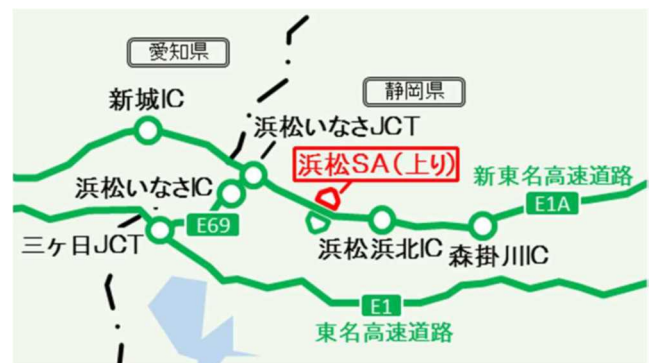 愛知県
静岡県
新城IC
浜松いなさJCT
浜松SA(上り)
新東名高速道路
浜松いなさIC
E1A
E69
三ヶ日JCT
浜松浜北IC
森掛川IC
E1
東名高速道路